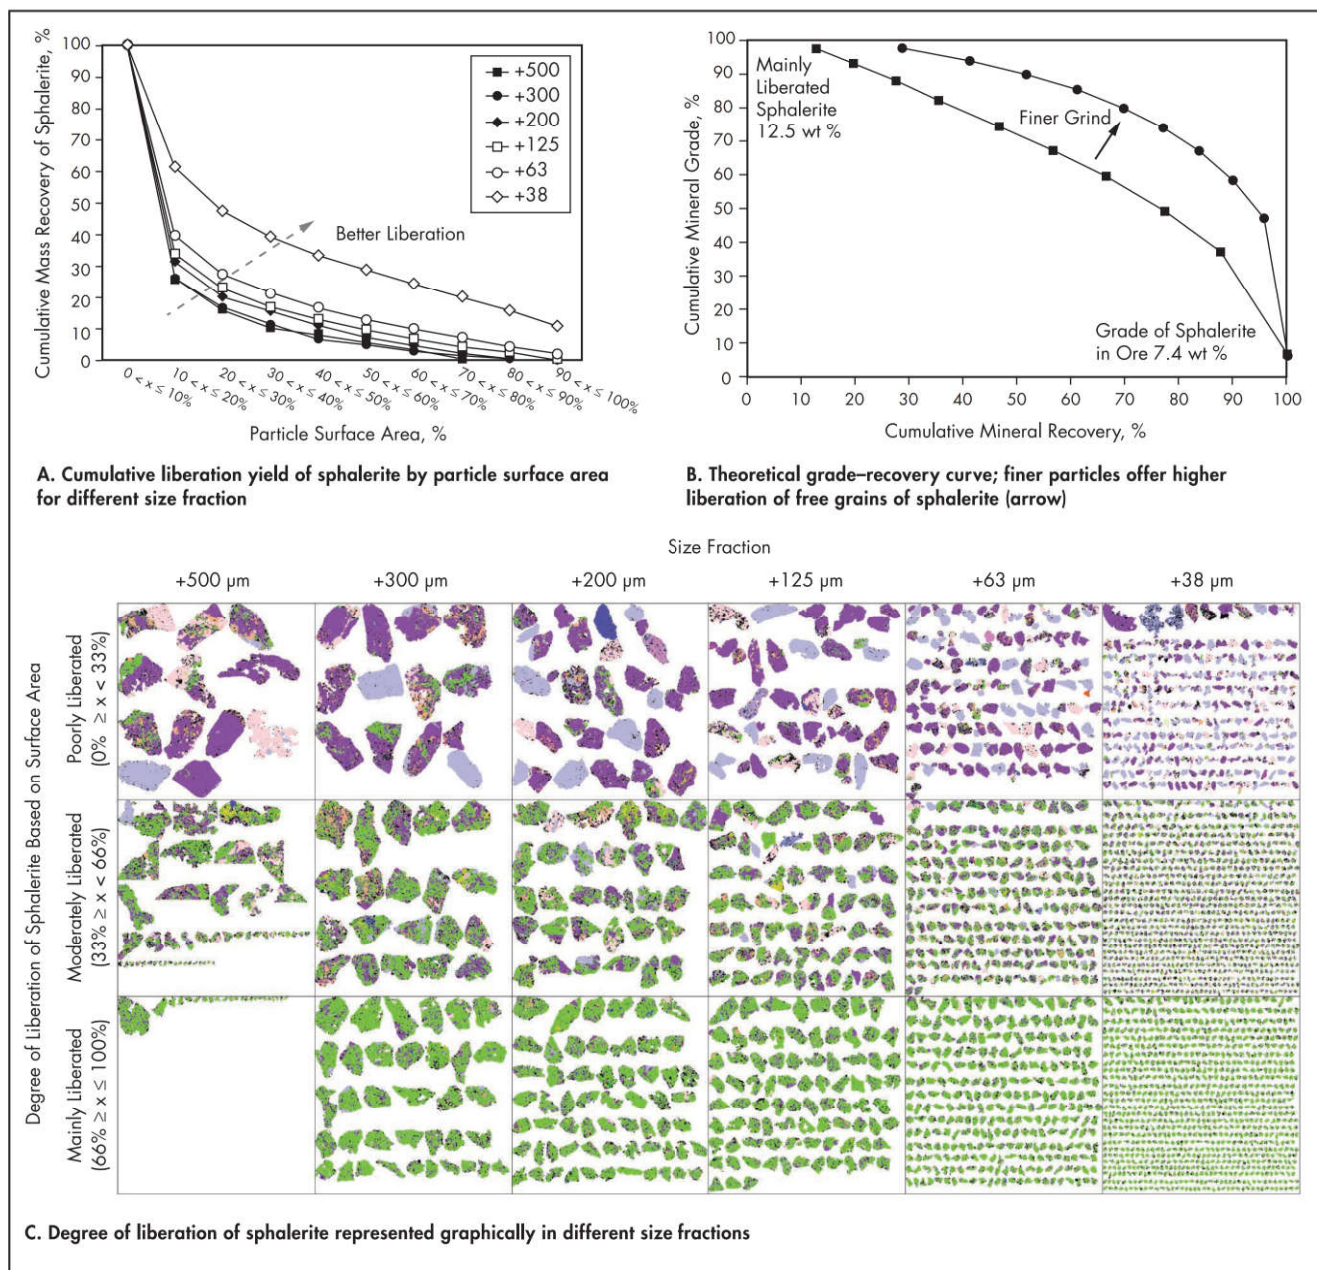 Cumulative Mass Recovery of Sphalerite, %
100
90
80
70
60
50
40
30
20
10
0
+500
+300
+200
+125
+63
+38
Better Liberation
0 < x ≤ 10%
10 < x ≤ 20%
20 < x ≤ 30%
30 < x ≤ 40%
40 < x ≤ 50%
50 < x ≤ 60%
60 < x ≤ 70%
70 < x ≤ 80%
80 < x ≤ 90%
90 < x ≤ 100%
Particle Surface Area, %
A. Cumulative liberation yield of sphalerite by particle surface area
for different size fraction
Cumulative Mineral Grade, %
100
90
80
70
60
50
40
30
20
10
0
Mainly
Liberated
Sphalerite
12.5 wt %
Finer Grind
Grade of Sphalerite
in Ore 7.4 wt %
0
10
20
30
40
50
60
70
80
90
100
Cumulative Mineral Recovery, %
B. Theoretical grade–recovery curve; finer particles offer higher
liberation of free grains of sphalerite (arrow)
Size Fraction
+500 µm
+300 µm
+200 µm
+125 µm
+63 µm
+38 µm
Degree of Liberation of Sphalerite Based on Surface Area
Poorly Liberated
(0% ≥ x < 33%)
Moderately Liberated
(33% ≥ x < 66%)
Mainly Liberated
(66% ≥ x ≤ 100%)
C. Degree of liberation of sphalerite represented graphically in different size fractions